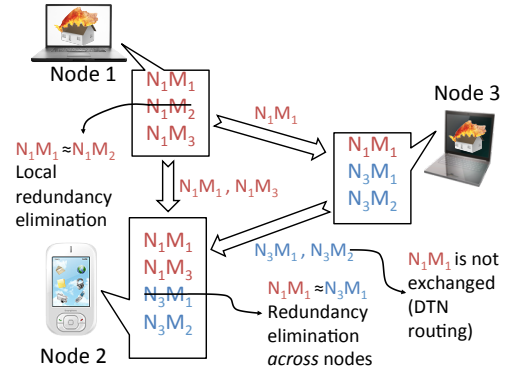 Node 1
N₁M₁
N₁M₂
N₁M₃
N₁M₁
Node 3
N₁M₁ ≈N₁M₂
Local
redundancy
elimination
N₁M₁ , N₁M₃
N₁M₁
N₃M₁
N₃M₂
N₁M₁
N₁M₃
N₃M₁
N₃M₂
Node 2
N₃M₁ , N₃M₂
N₁M₁ ≈N₃M₁
Redundancy
elimination
across nodes
N₁M₁ is not
exchanged
(DTN
routing)